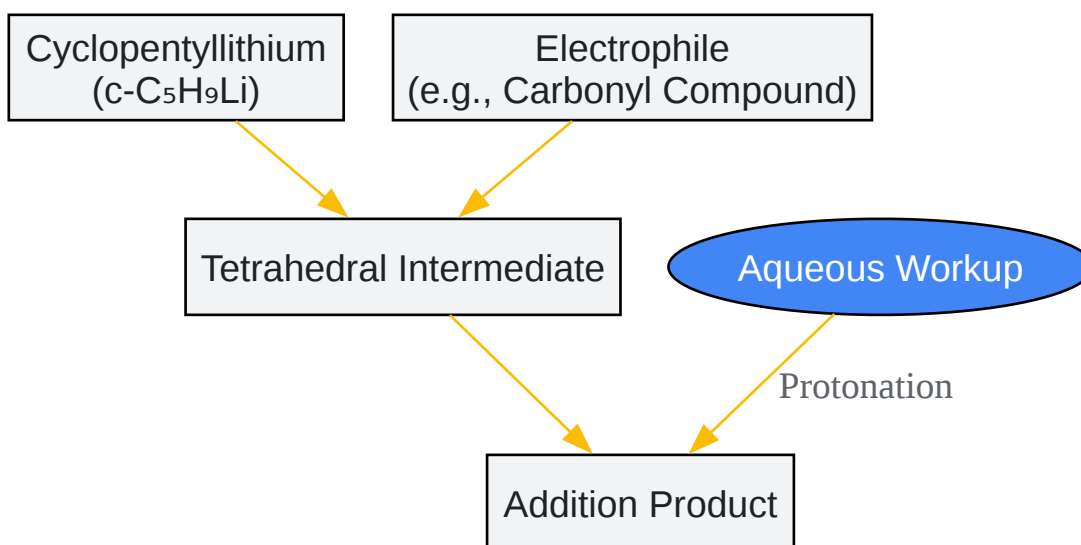 Cyclopentyllithium
(c-C₅H₉Li)
Electrophile
(e.g., Carbonyl Compound)
Tetrahedral Intermediate
Aqueous Workup
Protonation
Addition Product